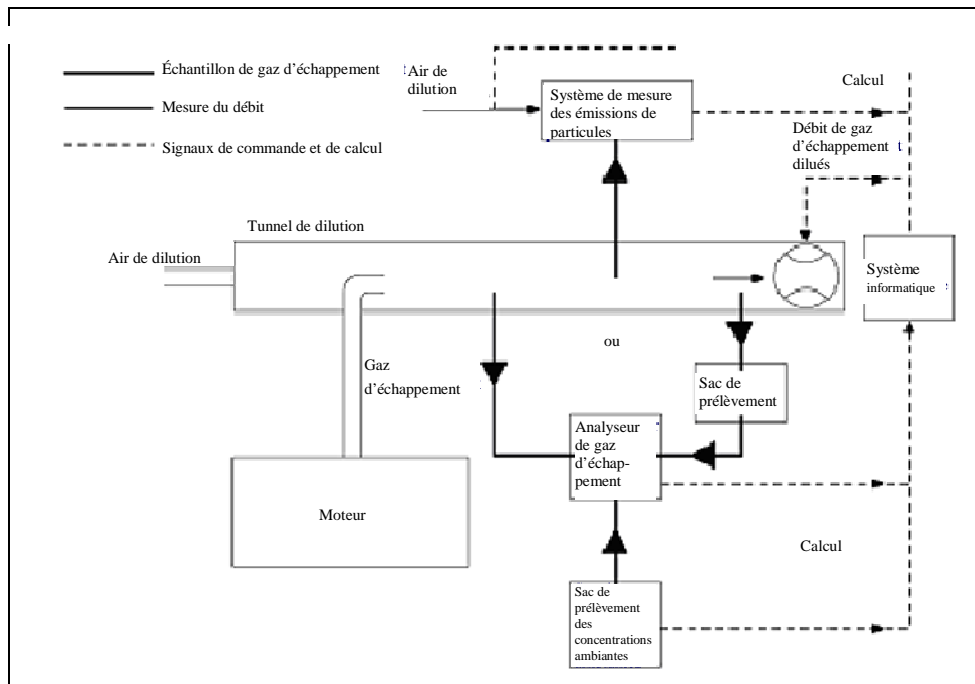 Échantillon de gaz d'échappement
Mesure du débit
Signaux de commande et de calcul
Air de
dilution
Système de mesure
des émissions de
particules
Calcul
Débit de gaz
d'échappement
dilués
Tunnel de dilution
Air de dilution
Système
informatique
ou
Gaz
d'échappement
Sac de
prélèvement
Analyseur
de gaz
d'échap-
pement
Moteur
Calcul
Sac de
prélèvement
des
concentrations
ambiantes